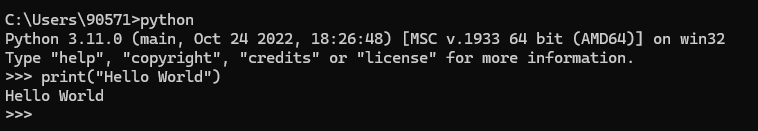 C:\Users\90571>python
Python 3.11.0 (main, Oct 24 2022, 18:26:48) [MSC v.1933 64 bit (AMD64)] on win32
Type "help", "copyright", "credits" or "license" for more information.
>>> print("Hello World")
Hello World
>>>